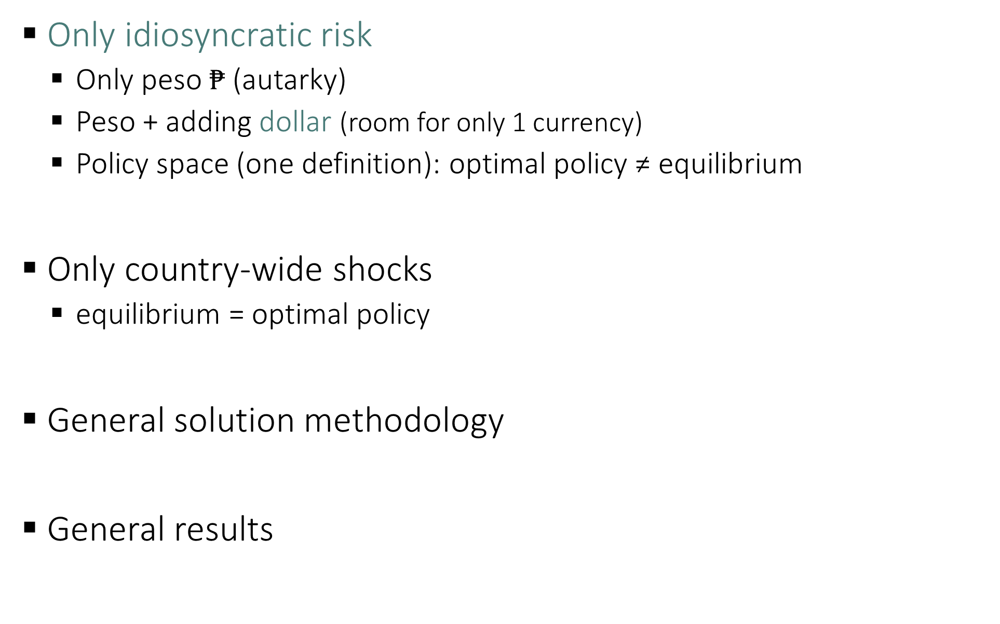 ▪ Only idiosyncratic risk
▪ Only peso ₱ (autarky)
▪ Peso + adding dollar (room for only 1 currency)
▪ Policy space (one definition): optimal policy ≠ equilibrium
▪ Only country-wide shocks
▪ equilibrium = optimal policy
▪ General solution methodology
▪ General results